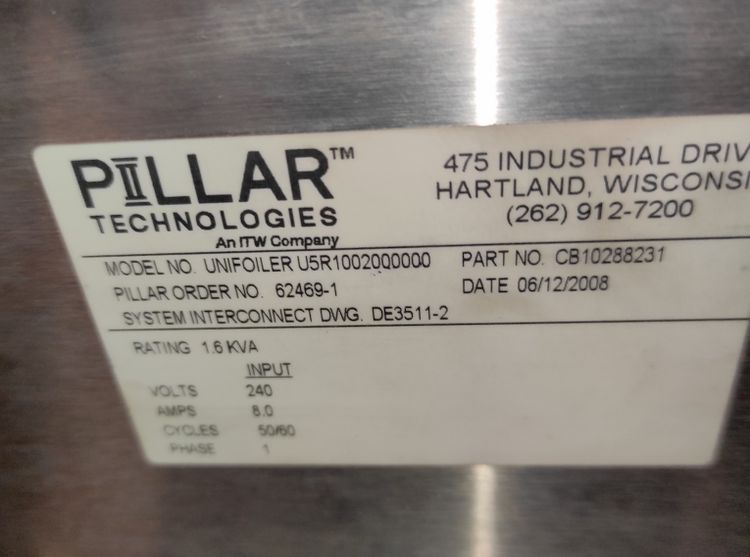 PILLAR™
TECHNOLOGIES
An ITW Company
475 INDUSTRIAL DRIV
HARTLAND, WISCONSI
(262) 912-7200
MODEL NO. UNIFOILER U5R1002000000 PART NO. CB10288231
PILLAR ORDER NO. 62469-1 DATE 06/12/2008
SYSTEM INTERCONNECT DWG. DE3511-2
RATING 1.6 KVA
INPUT
VOLTS 240
AMPS 8.0
CYCLES 50/60
PHASE 1